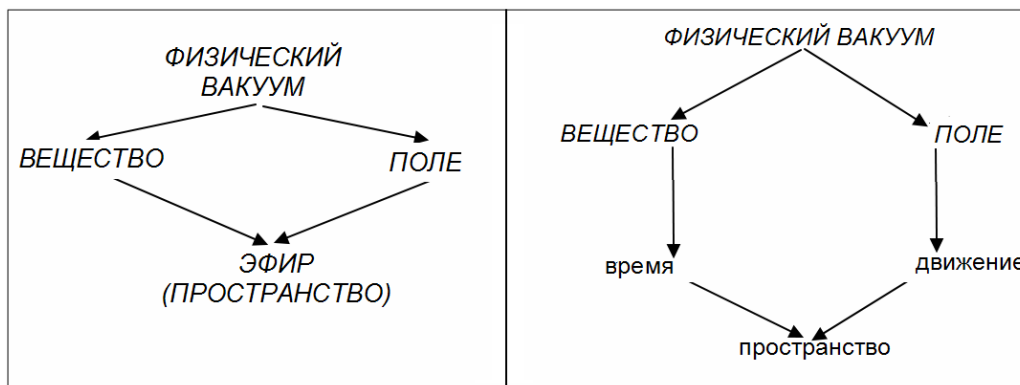 ФИЗИЧЕСКИЙ
ВАКУУМ
ВЕЩЕСТВО
ПОЛЕ
ЭФИР
(ПРОСТРАНСТВО)
ФИЗИЧЕСКИЙ ВАКУУМ
ВЕЩЕСТВО
ПОЛЕ
время
движение
пространство